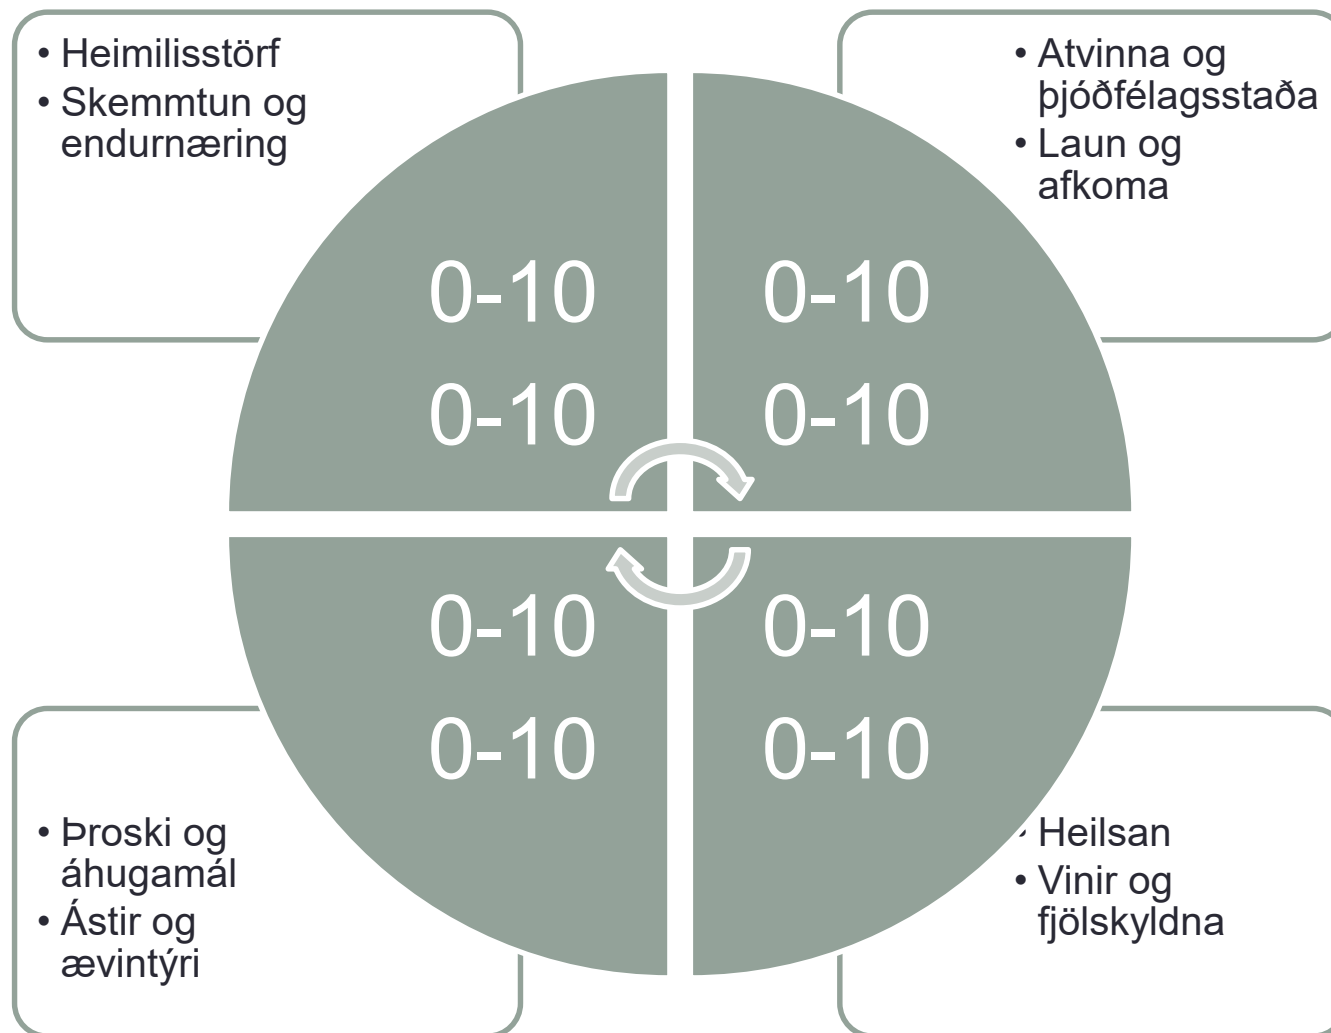 • Heimilisstörf
• Skemmtun og
endurnæring
• Atvinna og
þjóðfélagsstaða
• Laun og
afkoma
0-10
0-10
0-10
0-10
0-10
0-10
0-10
0-10
• Þroski og
áhugamál
• Ástir og
ævintýri
• Heilsan
• Vinir og
fjölskyldna